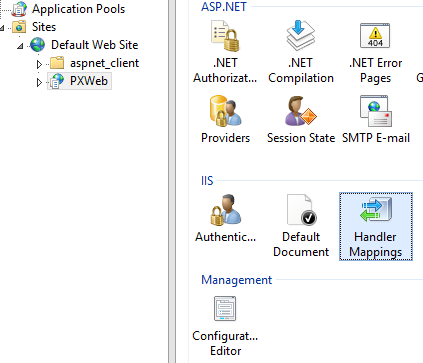 Application Pools
Sites
Default Web Site
aspnet_client
PXWeb
ASP.NET
.NET
Authorizat...
.NET
Compilation
404
.NET Error
Pages
G
Providers
Session State
SMTP E-mail
IIS
Authentic...
Default
Document
Handler
Mappings
Management
Configurat...
Editor